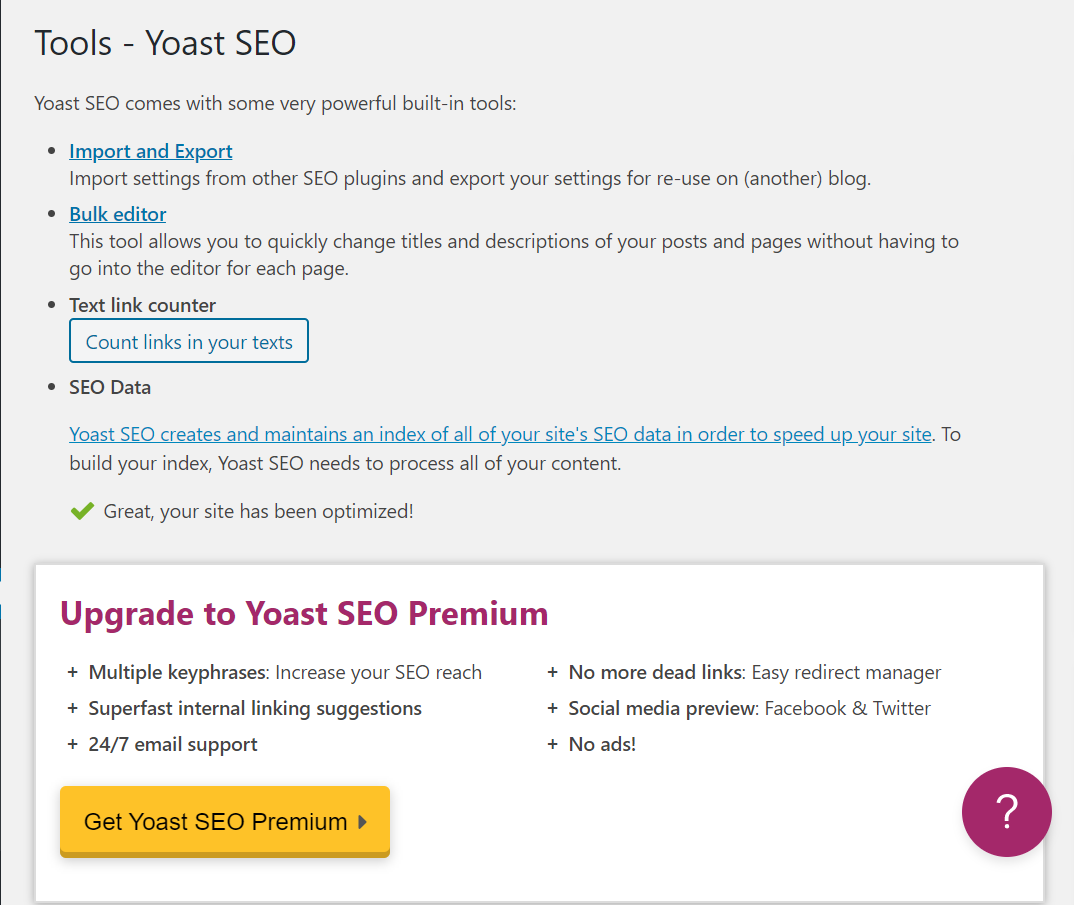 Tools - Yoast SEO
Yoast SEO comes with some very powerful built-in tools:
Import and Export
Import settings from other SEO plugins and export your settings for re-use on (another) blog.
Bulk editor
This tool allows you to quickly change titles and descriptions of your posts and pages without having to
go into the editor for each page.
Text link counter
Count links in your texts
SEO Data
Yoast SEO creates and maintains an index of all of your site's SEO data in order to speed up your site. To
build your index, Yoast SEO needs to process all of your content.
Great, your site has been optimized!
Upgrade to Yoast SEO Premium
+ Multiple keyphrases: Increase your SEO reach
+ Superfast internal linking suggestions
+ 24/7 email support
+ No more dead links: Easy redirect manager
+ Social media preview: Facebook & Twitter
+ No ads!
Get Yoast SEO Premium
?